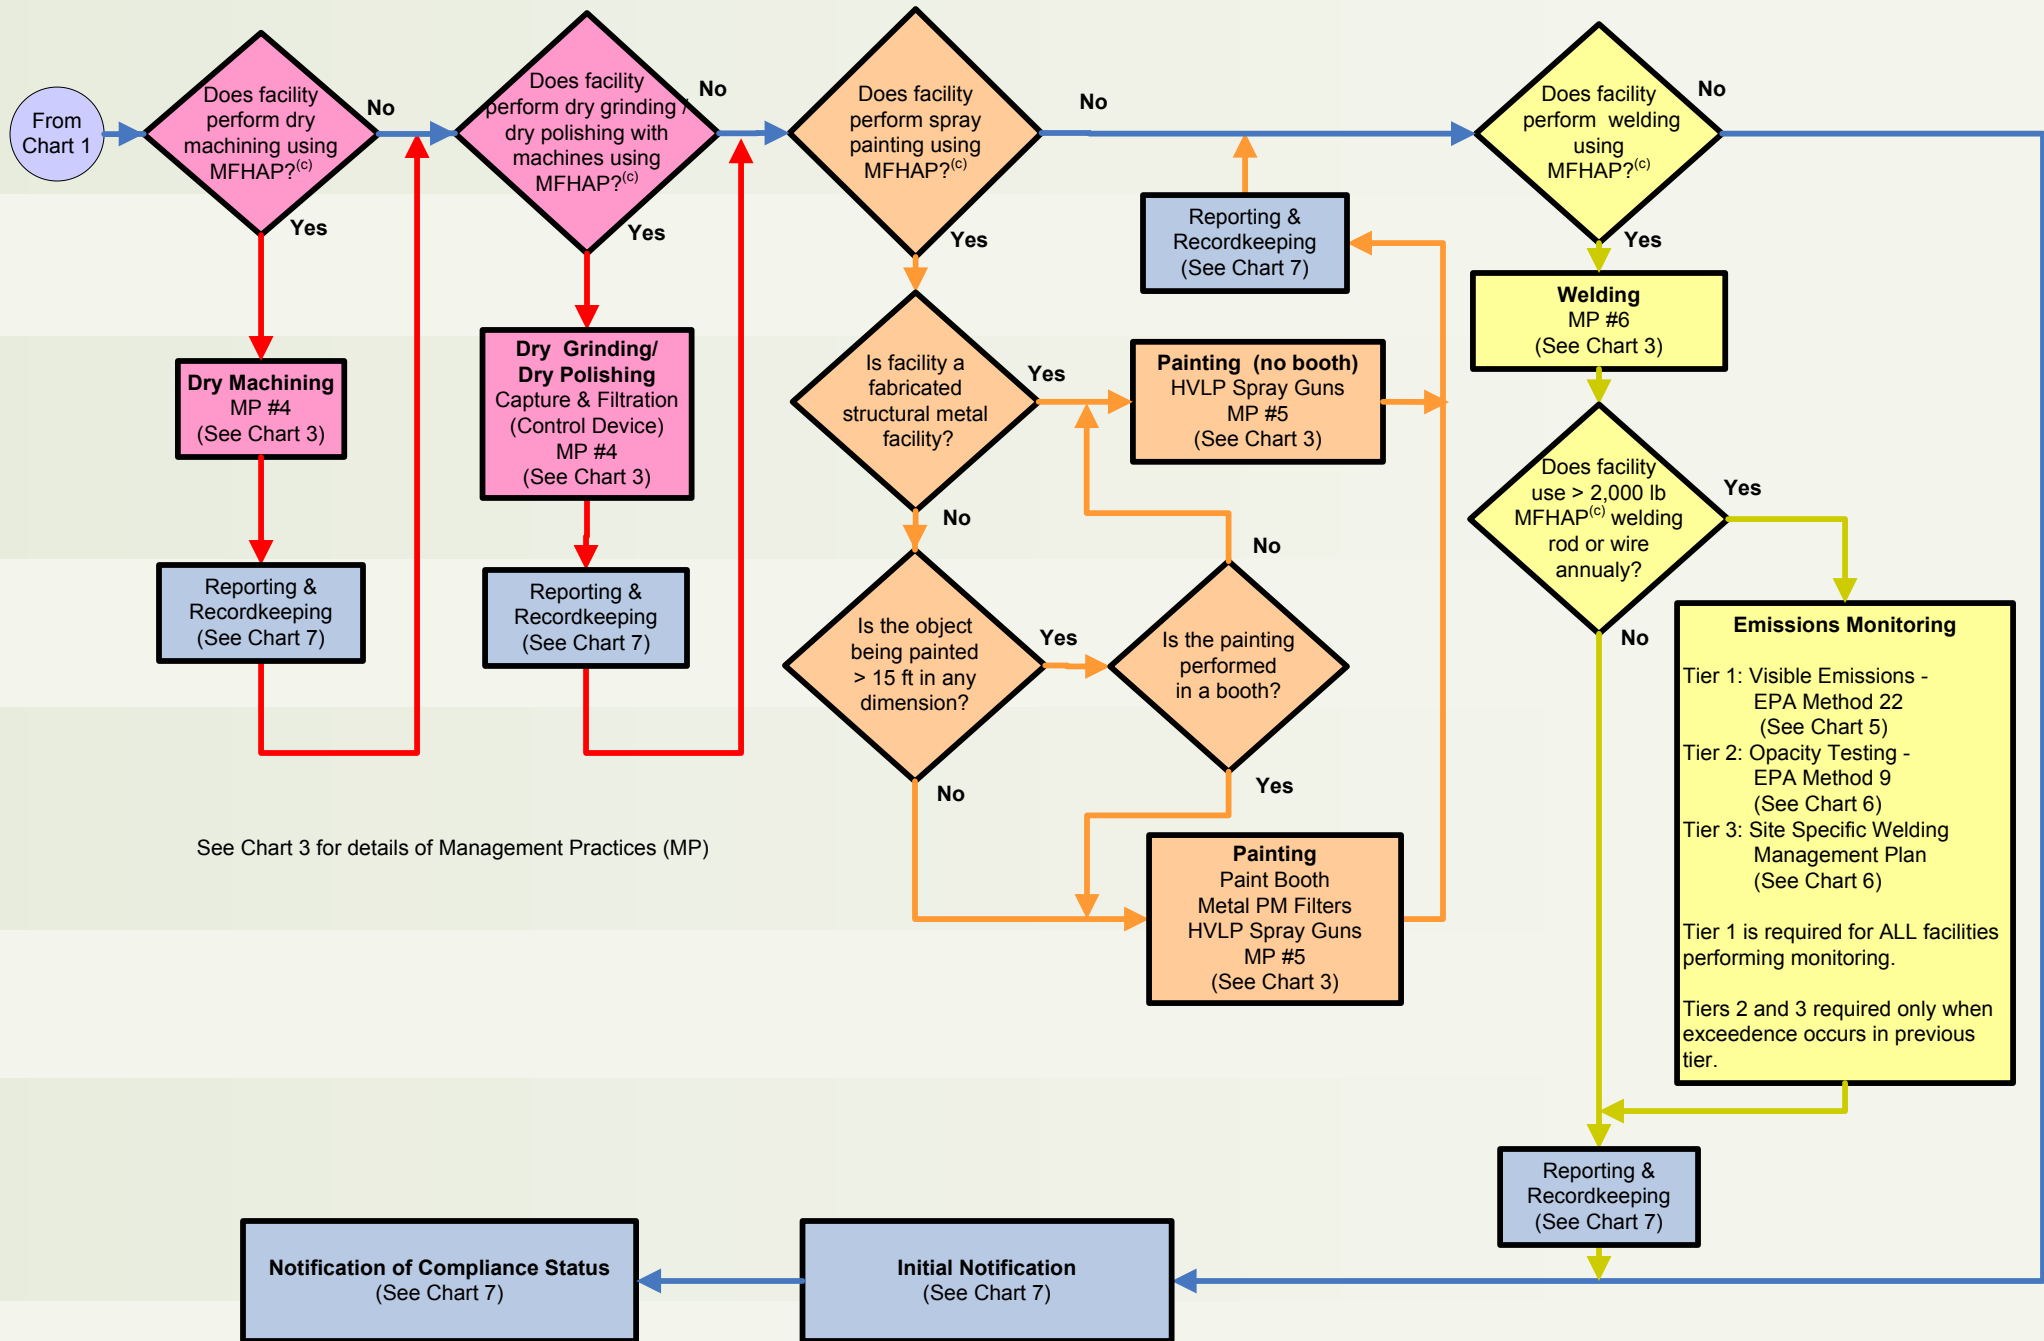 From
Chart 1
Does facility
perform dry
machining using
MFHAP?(c)
No
Yes
Dry Machining
MP #4
(See Chart 3)
Reporting &
Recordkeeping
(See Chart 7)
Does facility
perform dry grinding /
dry polishing with
machines using
MFHAP?(c)
No
Yes
Dry Grinding/
Dry Polishing
Capture & Filtration
(Control Device)
MP #4
(See Chart 3)
Reporting &
Recordkeeping
(See Chart 7)
Does facility
perform spray
painting using
MFHAP?(c)
No
Yes
Reporting &
Recordkeeping
(See Chart 7)
Is facility a
fabricated
structural metal
facility?
Yes
No
Painting (no booth)
HVLP Spray Guns
MP #5
(See Chart 3)
Is the object
being painted
> 15 ft in any
dimension?
Yes
No
Is the painting
performed
in a booth?
No
Yes
Painting
Paint Booth
Metal PM Filters
HVLP Spray Guns
MP #5
(See Chart 3)
Does facility
perform welding
using
MFHAP?(c)
No
Yes
Welding
MP #6
(See Chart 3)
Does facility
use > 2,000 lb
MFHAP(c) welding
rod or wire
annualy?
Yes
No
Emissions Monitoring
Tier 1: Visible Emissions -
EPA Method 22
(See Chart 5)
Tier 2: Opacity Testing -
EPA Method 9
(See Chart 6)
Tier 3: Site Specific Welding
Management Plan
(See Chart 6)
Tier 1 is required for ALL facilities
performing monitoring.
Tiers 2 and 3 required only when
exceedence occurs in previous
tier.
Reporting &
Recordkeeping
(See Chart 7)
See Chart 3 for details of Management Practices (MP)
Notification of Compliance Status
(See Chart 7)
Initial Notification
(See Chart 7)